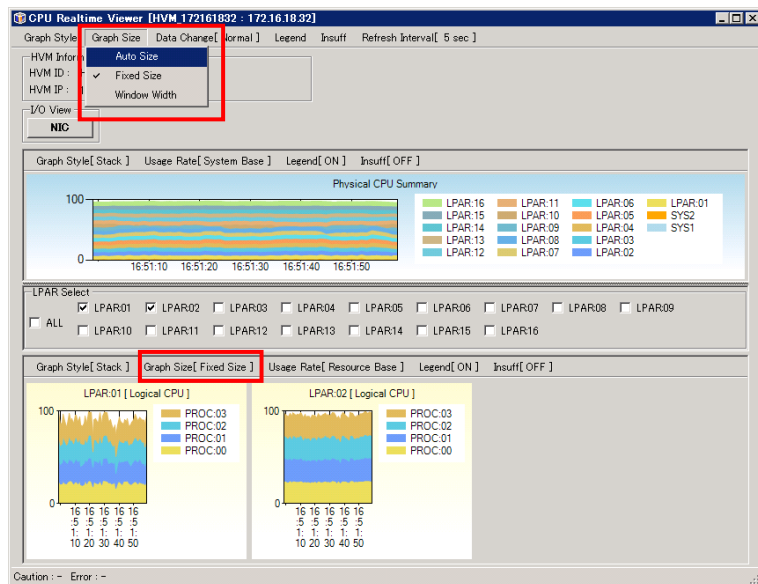 CPU Realtime Viewer [HVM_172161832 : 172.16.18.32]
Graph Style Graph Size Data Change[ Normal ] Legend Insuff Refresh Interval[ 5 sec ]
Auto Size
Fixed Size
Window Width
HVM Inform
HVM ID :
HVM IP :
I/O View
NIC
Graph Style[ Stack ] Usage Rate[ System Base ] Legend[ ON ] Insuff[ OFF ]
Physical CPU Summary
100
0
16:51:10 16:51:20 16:51:30 16:51:40 16:51:50
LPAR:16 LPAR:11 LPAR:06 LPAR:01
LPAR:15 LPAR:10 LPAR:05 SYS2
LPAR:14 LPAR:09 LPAR:04 SYS1
LPAR:13 LPAR:08 LPAR:03
LPAR:12 LPAR:07 LPAR:02
LPAR Select
ALL
LPAR01 LPAR02 LPAR03 LPAR04 LPAR05 LPAR06 LPAR07 LPAR08 LPAR09
LPAR10 LPAR11 LPAR12 LPAR13 LPAR14 LPAR15 LPAR16
Graph Style[ Stack ] Graph Size[ Fixed Size ] Usage Rate[ Resource Base ] Legend[ ON ] Insuff[ OFF ]
LPAR:01 [ Logical CPU ]
100
0
PROC:03
PROC:02
PROC:01
PROC:00
16 16 16 16 16
:5 :5 :5 :5 :5
1: 1: 1: 1: 1:
10 20 30 40 50
LPAR:02 [ Logical CPU ]
100
0
PROC:03
PROC:02
PROC:01
PROC:00
16 16 16 16 16
:5 :5 :5 :5 :5
1: 1: 1: 1: 1:
10 20 30 40 50
Caution : - Error : -